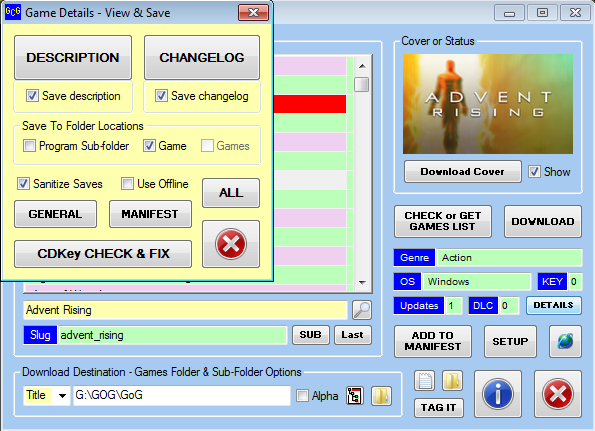 GcG Game Details - View & Save
DESCRIPTION CHANGELOG
Save description Save changelog
Save To Folder Locations
Program Sub-folder Game Games
Sanitize Saves Use Offline ALL
GENERAL MANIFEST
CDKey CHECK & FIX
Cover or Status
ADVENT
RISING
Download Cover Show
CHECK or GET
GAMES LIST
DOWNLOAD
Genre Action
OS Windows KEY 0
Updates 1 DLC 0 DETAILS
Advent Rising
Slug advent_rising SUB Last
ADD TO
MANIFEST
SETUP
Download Destination - Games Folder & Sub-Folder Options
Title G:\GOG\GoG Alpha
TAG IT